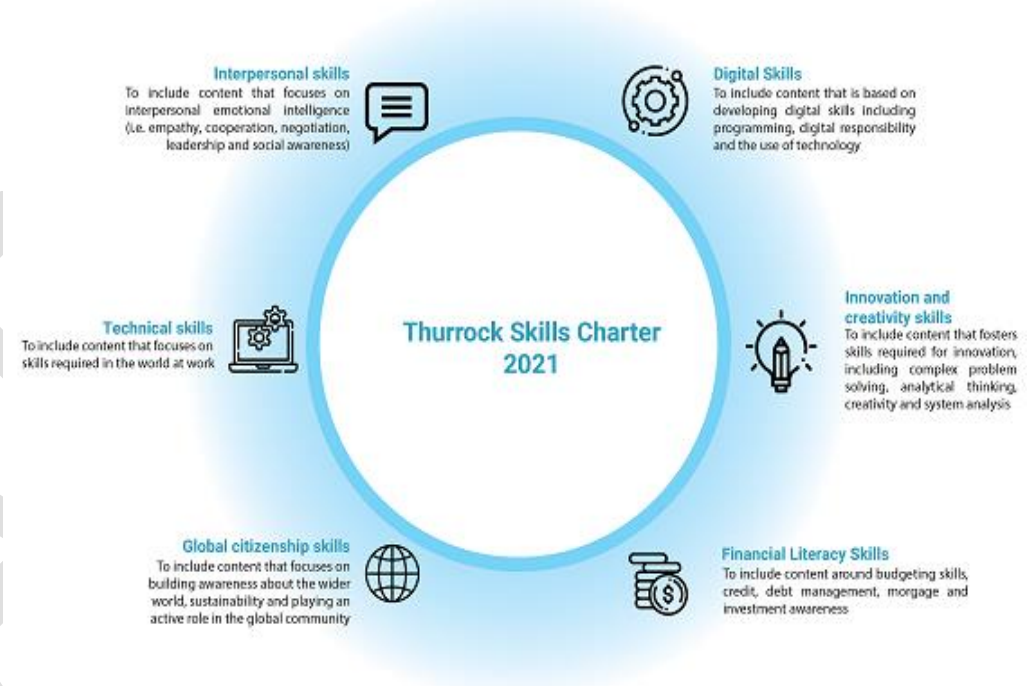 Interpersonal skills
To include content that focuses on
interpersonal emotional intelligence
(i.e. empathy, cooperation, negotiation,
leadership and social awareness)
Digital Skills
To include content that is based on
developing digital skills including
programming, digital responsibility
and the use of technology
Technical skills
To include content that focuses on
skills required in the world at work
Thurrock Skills Charter
2021
Innovation and
creativity skills
To include content that fosters
skills required for innovation,
including complex problem
solving, analytical thinking,
creativity and system analysis
Global citizenship skills
To include content that focuses on
building awareness about the wider
world, sustainability and playing an
active role in the global community
Financial Literacy Skills
To include content around budgeting skills,
credit, debt management, morgage and
investment awareness
$